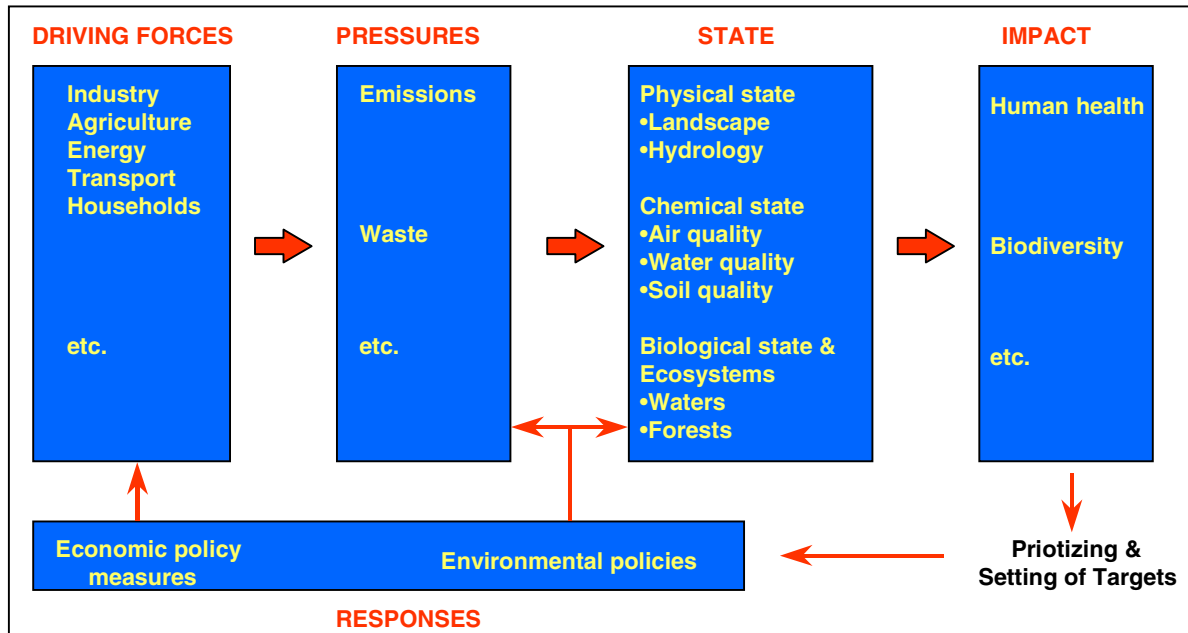 DRIVING FORCES
Industry
Agriculture
Energy
Transport
Households
etc.
PRESSURES
Emissions
Waste
etc.
STATE
Physical state
•Landscape
•Hydrology
Chemical state
•Air quality
•Water quality
•Soil quality
Biological state &
Ecosystems
•Waters
•Forests
IMPACT
Human health
Biodiversity
etc.
Priotizing &
Setting of Targets
Economic policy
measures
Environmental policies
RESPONSES